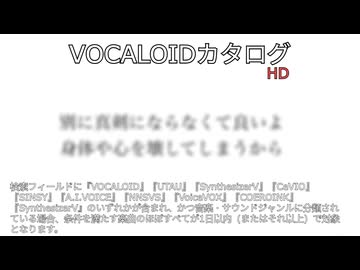 VOCALOIDカタログ
HD
別に真剣にならなくて良いよ
身体や心を壊してしまうから
検索フィールドに『VOCALOID』『UTAU』『SynthesizerV』『CeVIO』
『SINSY』『A.I.VOICE』『NNSVS』『VoiceVOX』『COEROINK』
『SynthesizerV』のいずれかが含まれ、かつ音楽・サウンドジャンルに分類され
ている場合、条件を満たす楽曲のほぼすべてが1日以内（またはそれ以上）で対象
となります。